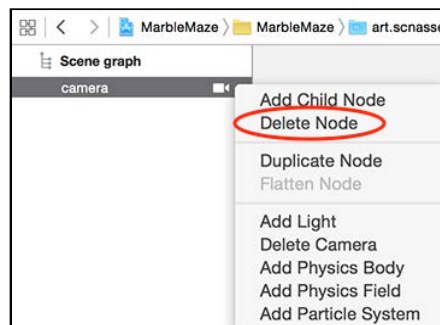 MarbleMaze MarbleMaze art.scnasse
Scene graph
camera
Add Child Node
Delete Node
Duplicate Node
Flatten Node
Add Light
Delete Camera
Add Physics Body
Add Physics Field
Add Particle System